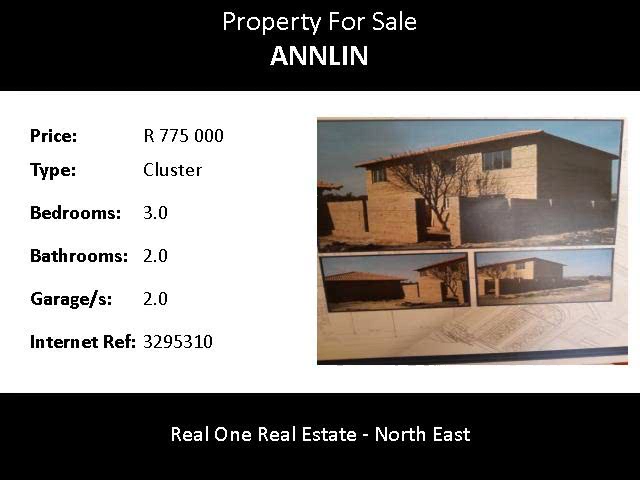 Property For Sale
ANNLIN
Price: R 775 000
Type: Cluster
Bedrooms: 3.0
Bathrooms: 2.0
Garage/s: 2.0
Internet Ref: 3295310
Real One Real Estate - North East